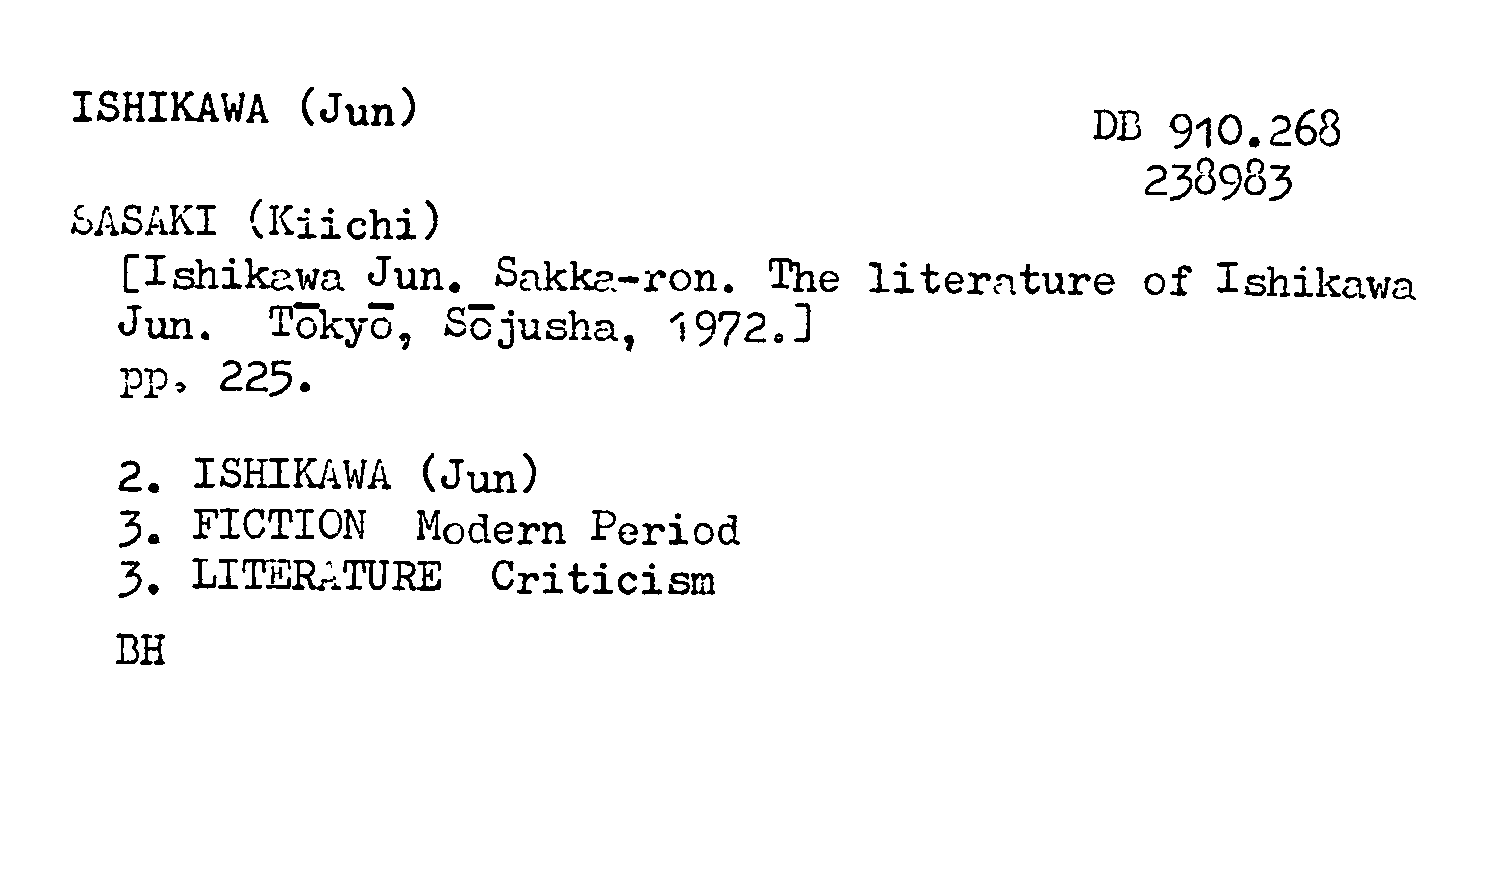 ISHIKAWA (Jun)
DB 910.268
238983
SASAKI (Kiichi)
[Ishikawa Jun. Sakka-ron. The literature of Ishikawa
Jun. Tōkyō, Sōjusha, 1972.]
pp. 225.
2. ISHIKAWA (Jun)
3. FICTION Modern Period
3. LITERATURE Criticism
BH